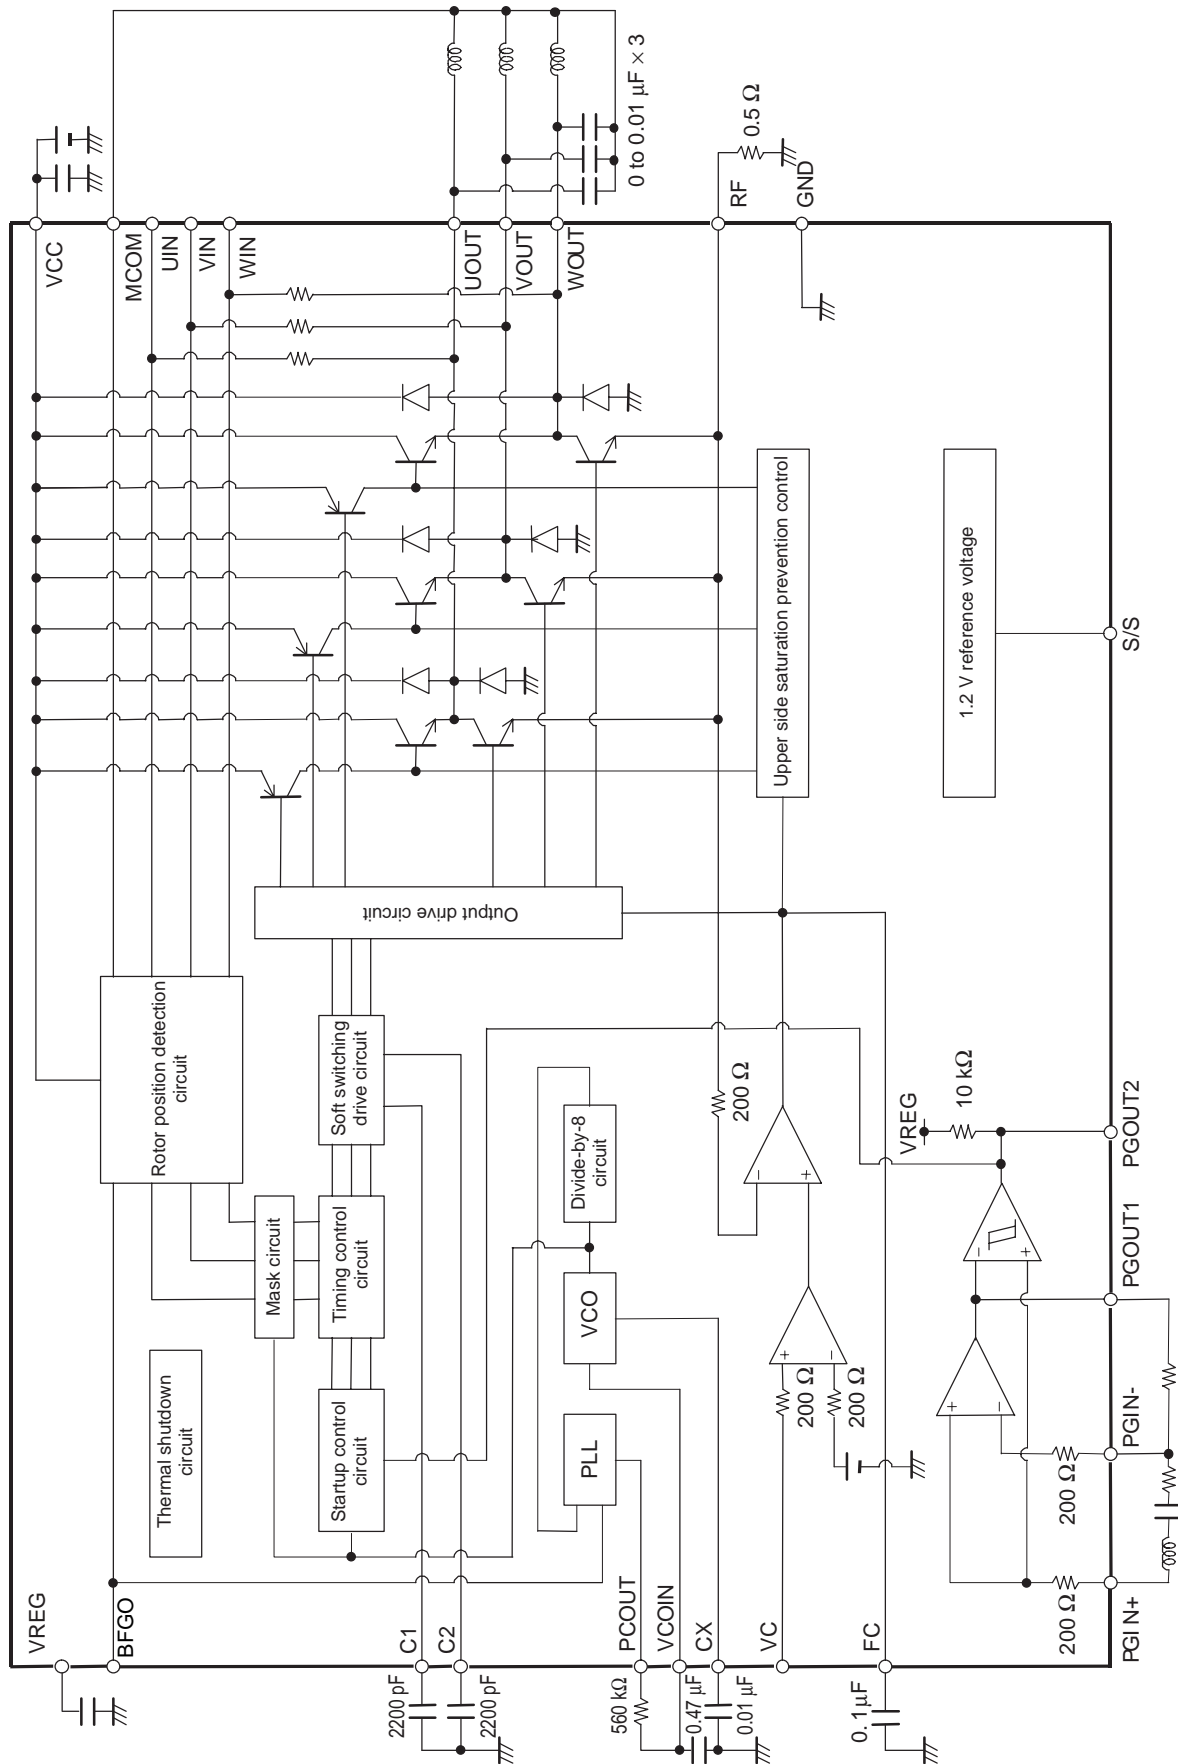 VREG
BFGO
C1
C2
PCOUT
VCOIN
CX
VC
FC
PGIN+
PGIN-
PGOUT1
PGOUT2
S/S
VCC
MCOM
UIN
VIN
WIN
UOUT
VOUT
WOUT
RF
GND
2200 pF
2200 pF
560 kΩ
0.47 μF
0.01 μF
0.1μF
0 to 0.01 μF × 3
0.5 Ω
Thermal shutdown
circuit
Rotor position detection
circuit
Mask circuit
Startup control
circuit
Timing control
circuit
Soft switching
drive circuit
Output drive circuit
PLL
VCO
Divide-by-8
circuit
Upper side saturation prevention control
1.2 V reference voltage
200 Ω
200 Ω
200 Ω
200 Ω
200 Ω
VREG
10 kΩ
+
−
−
+
+
−
−
+